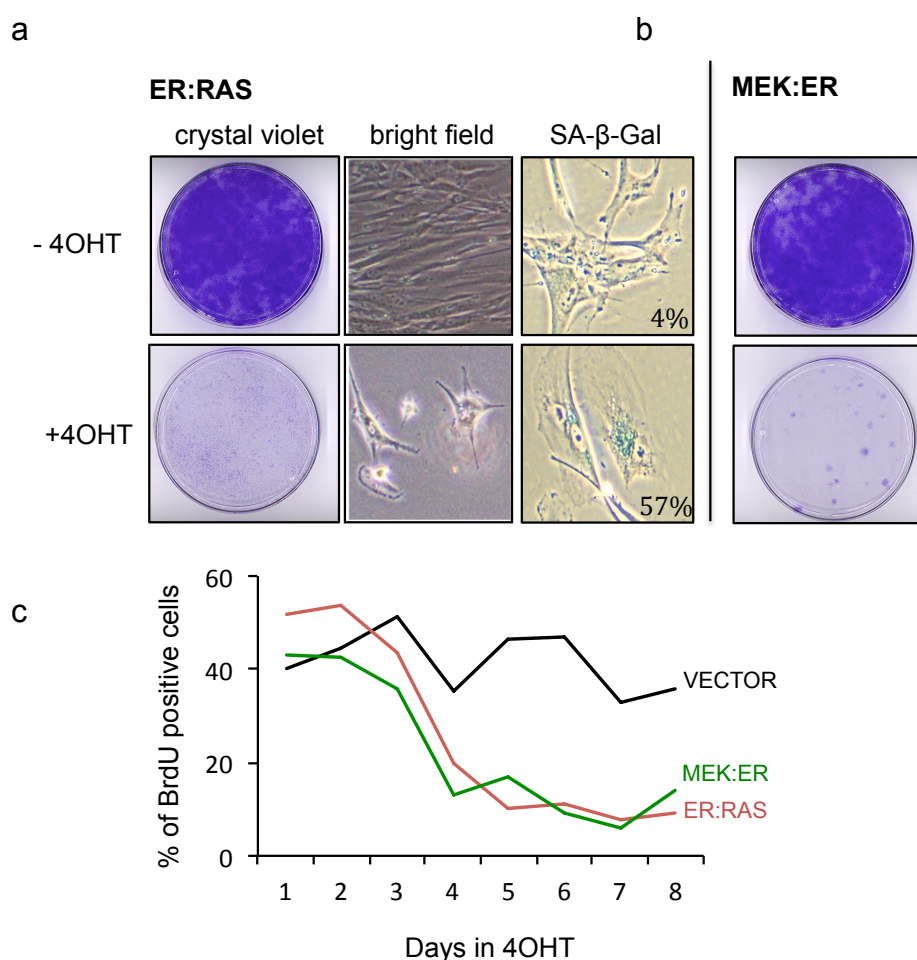 a
b
ER:RAS
MEK:ER
crystal violet bright field SA-β-Gal
- 4OHT
4%
+4OHT
57%
c
% of BrdU positive cells
60
40
20
0
VECTOR
MEK:ER
ER:RAS
1 2 3 4 5 6 7 8
Days in 4OHT